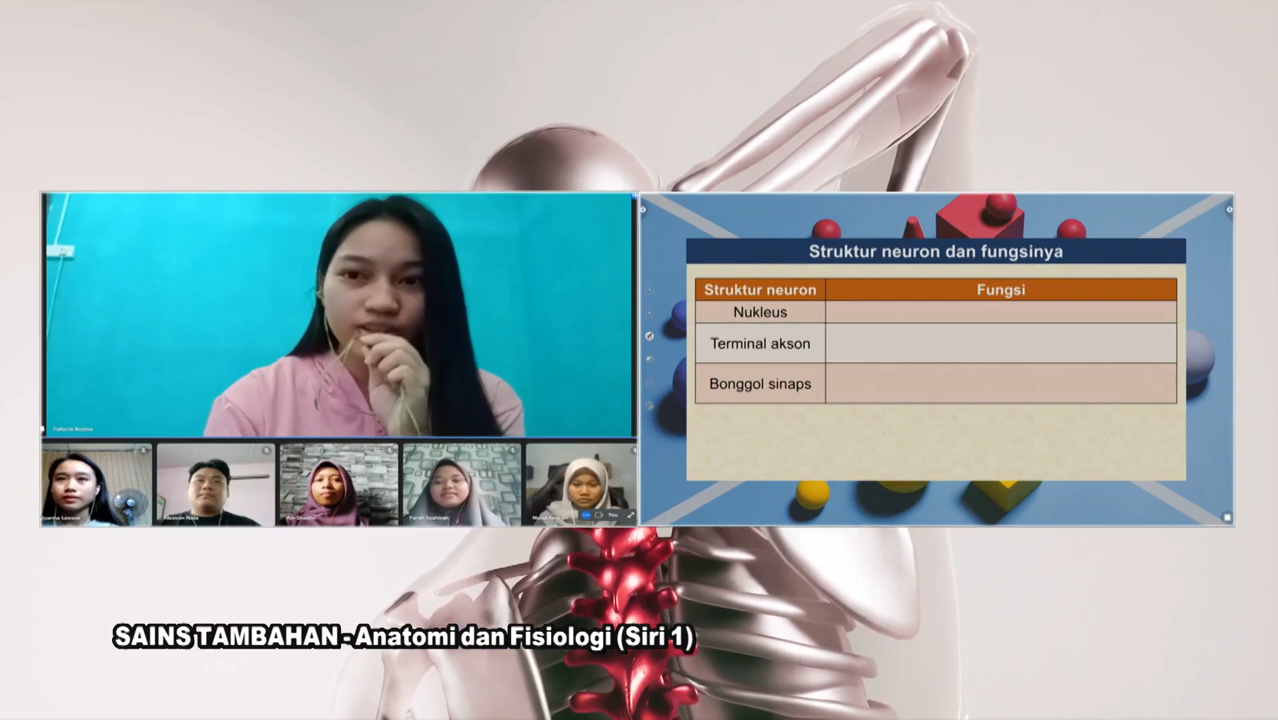 Struktur neuron dan fungsinya
Struktur neuron
Fungsi
Nukleus
Terminal akson
Bonggol sinaps
SAINS TAMBAHAN - Anatomi dan Fisiologi (Siri 1)